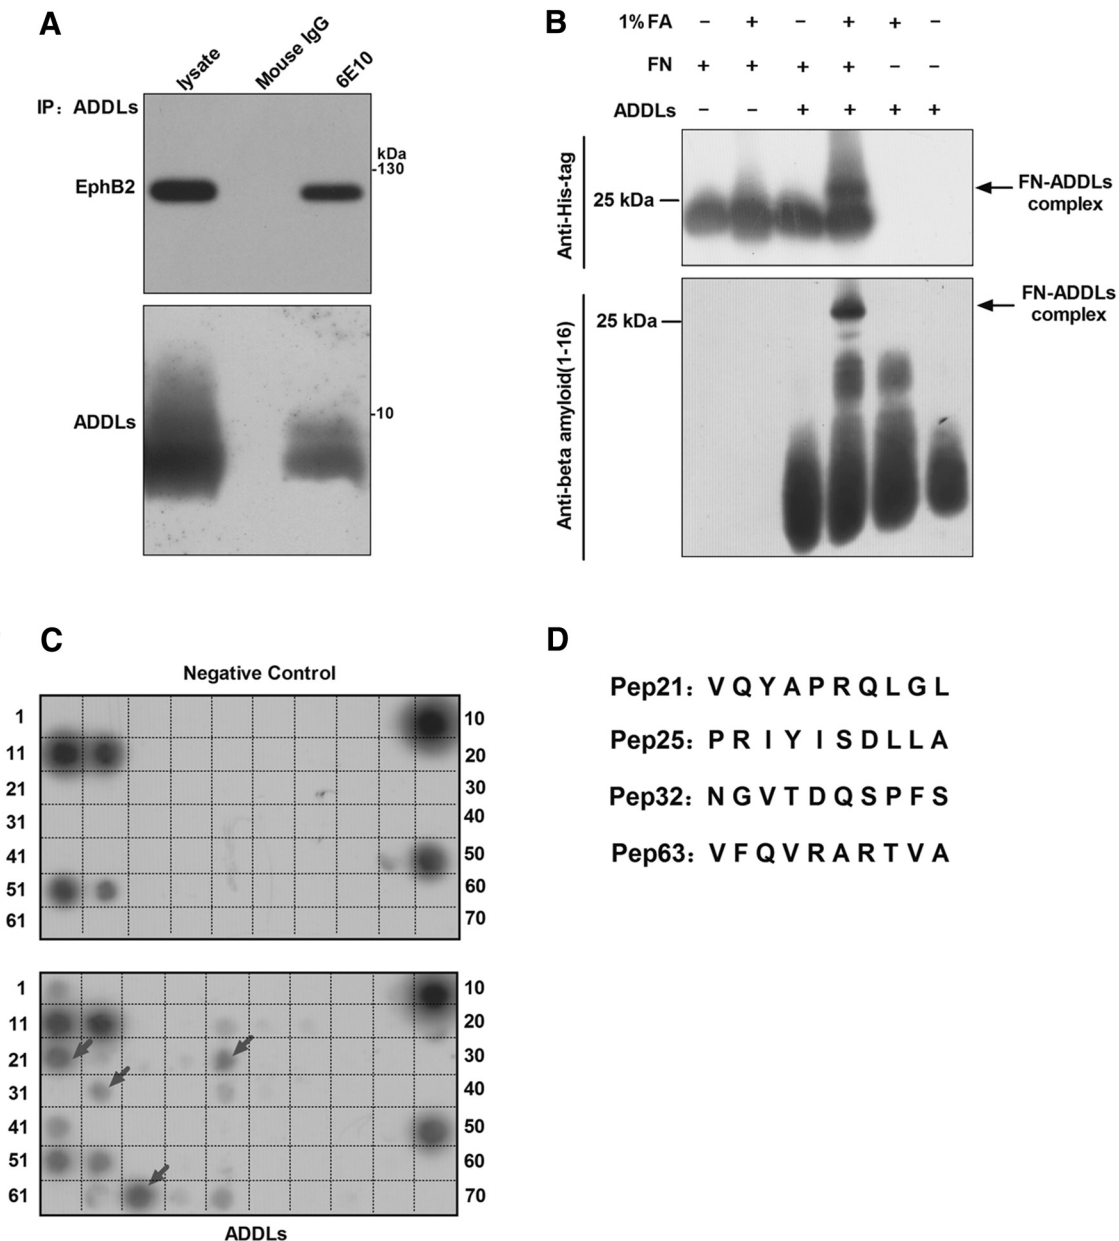 A
lysate
Mouse IgG
6E10
IP: ADDLs
kDa
-130
EphB2
-10
ADDLs
B
1% FA - + - + + -
FN + + + + - -
ADDLs - - + + + +
Anti-His-tag
25 kDa
FN-ADDLs
complex
Anti-beta amyloid(1-16)
25 kDa
FN-ADDLs
complex
C
Negative Control
1 10
11 20
21 30
31 40
41 50
51 60
61 70
1 10
11 20
21 30
31 40
41 50
51 60
61 70
ADDLs
D
Pep21: V Q Y A P R Q L G L
Pep25: P R I Y I S D L L A
Pep32: N G V T D Q S P F S
Pep63: V F Q V R A R T V A